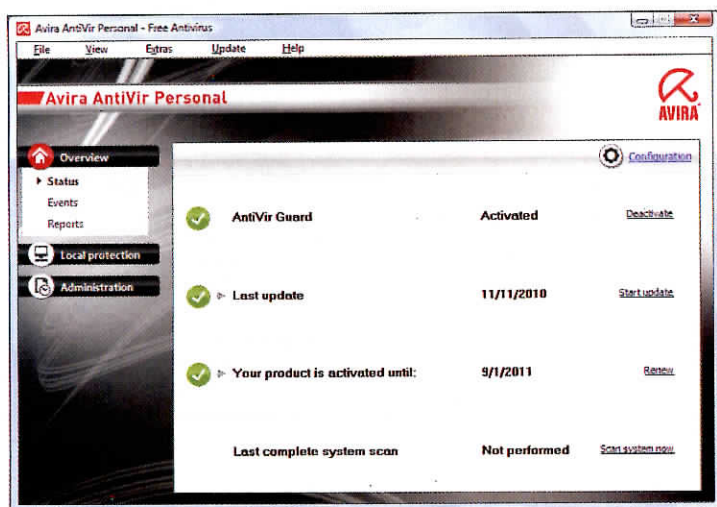 Avira AntiVir Personal - Free Antivirus
File View Extras Update Help
Avira AntiVir Personal
AVIRA
Overview
Configuration
Status
Events
Reports
AntiVir Guard Activated Deactivate
Local protection
Administration
Last update 11/11/2010 Start update
Your product is activated until: 9/1/2011 Renew
Last complete system scan Not performed Scan system now